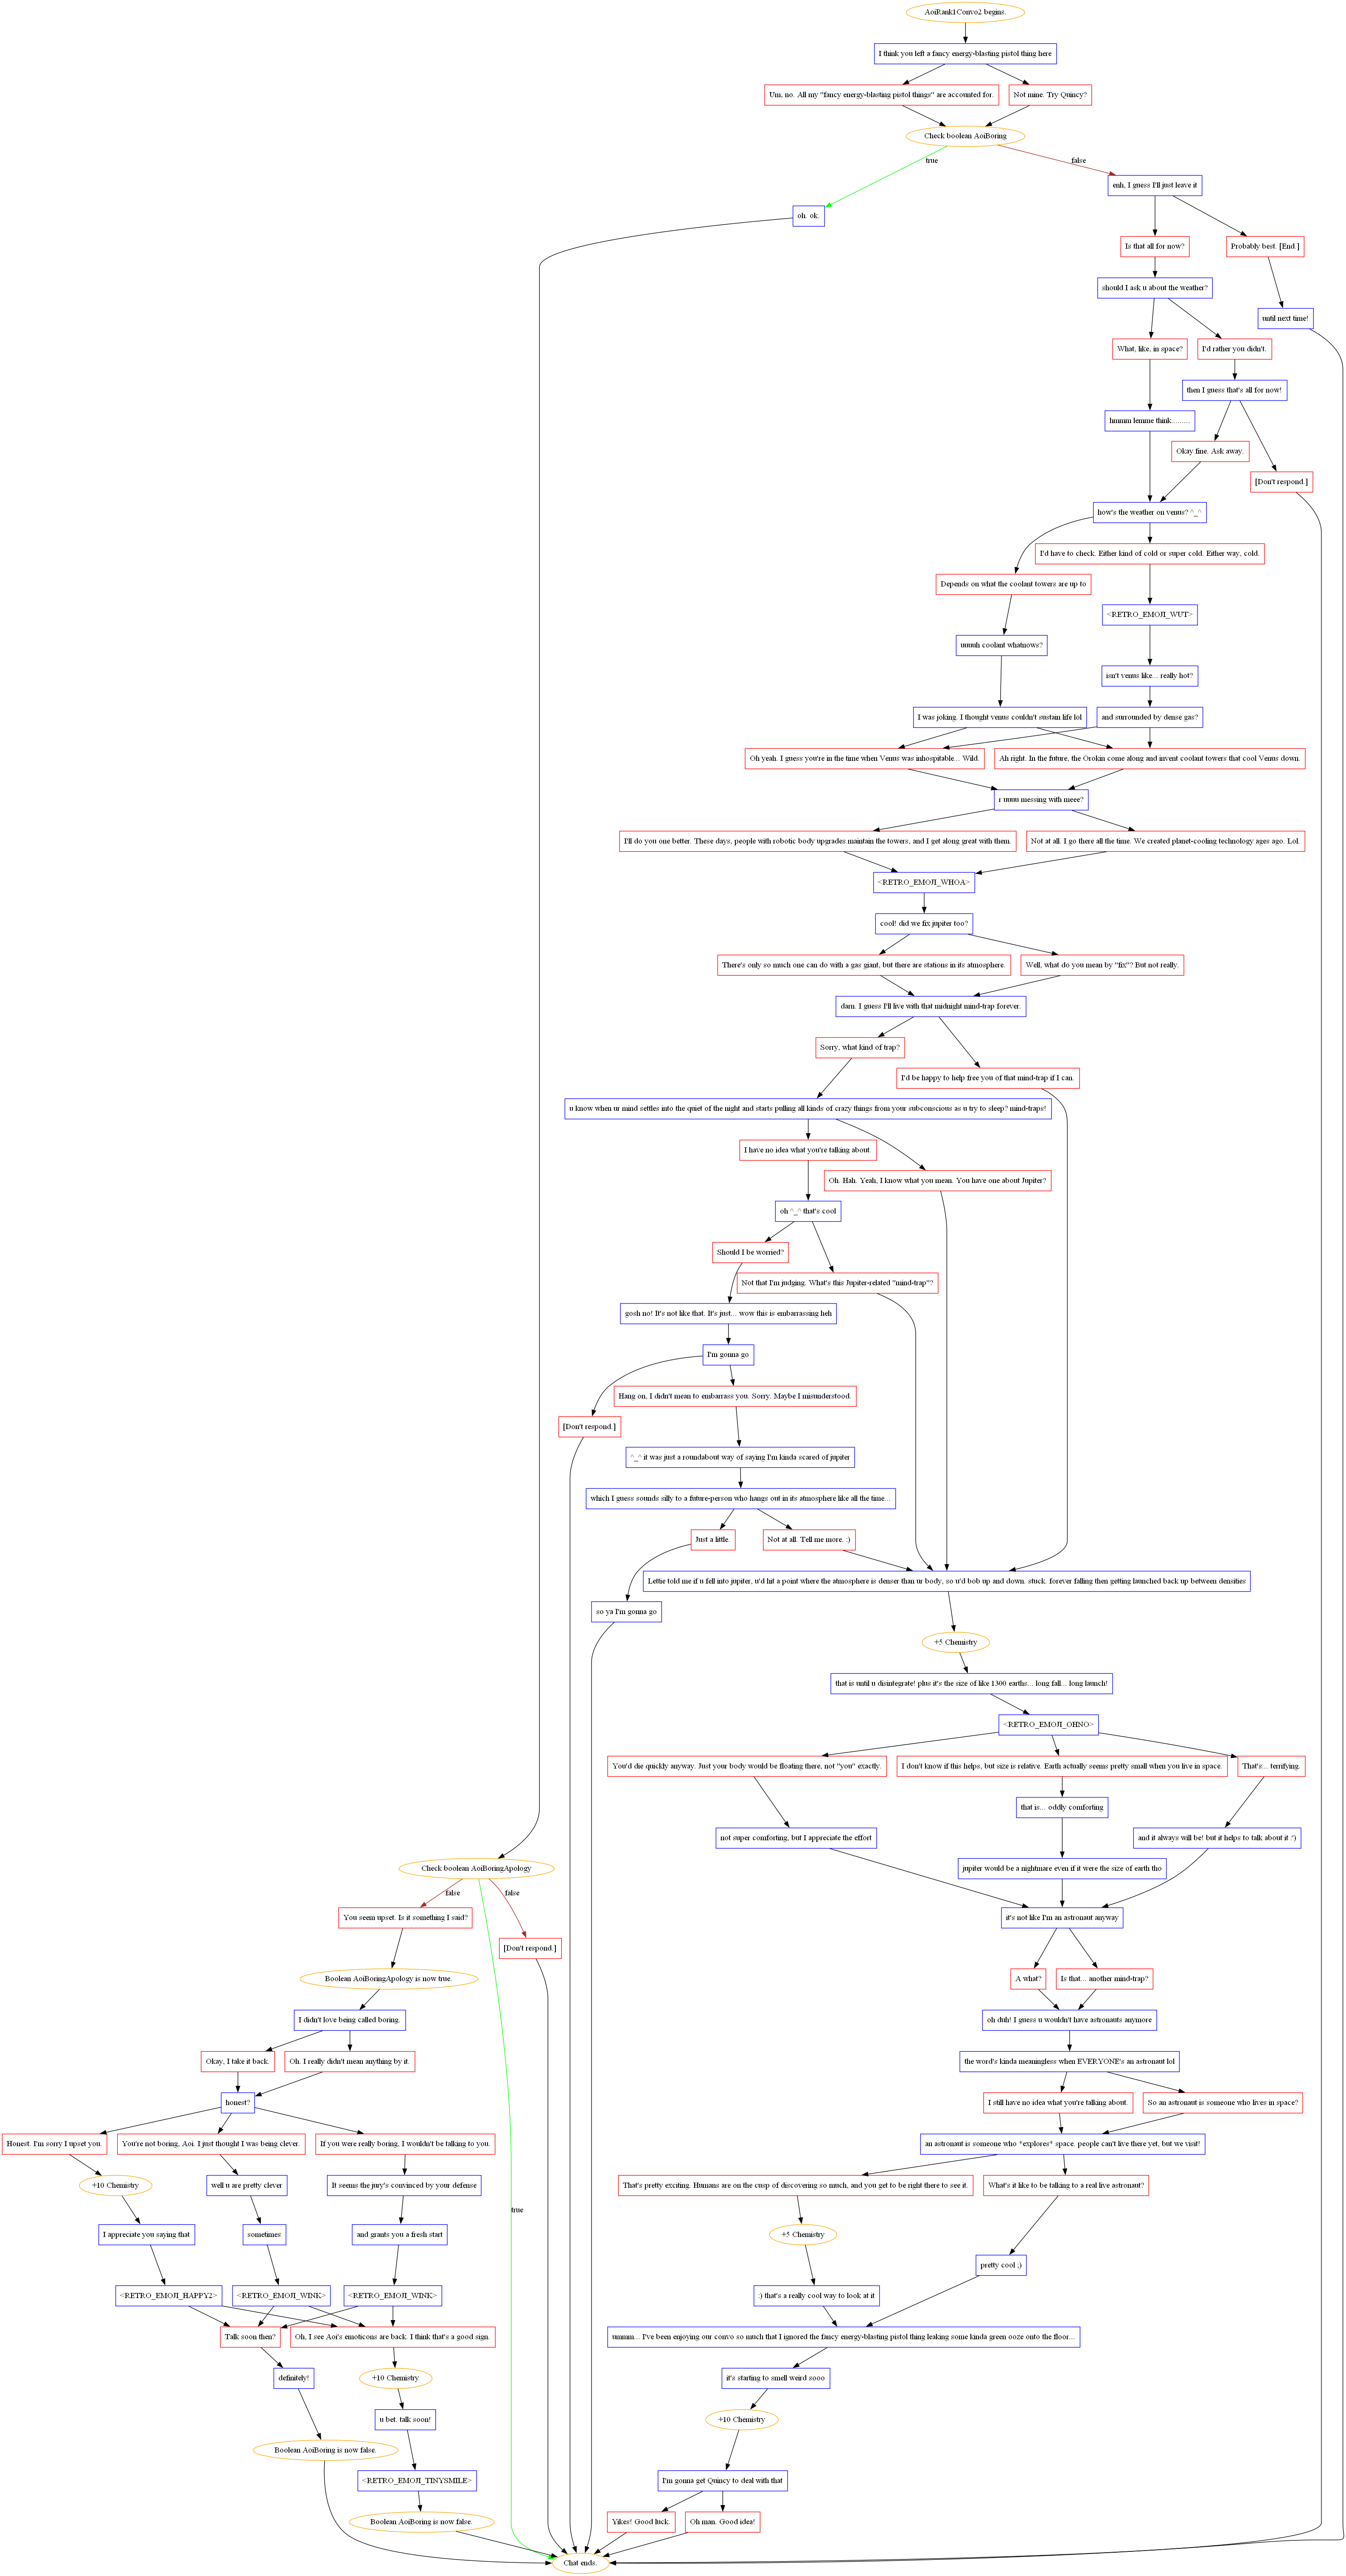 AoiRank1Convo2 begins.
I think you left a fancy energy-blasting pistol thing here
Um, no. All my "fancy energy-blasting pistol things" are accounted for.
Not mine. Try Quincy?
Check boolean AoiBoring
true
false
enh, I guess I'll just leave it
oh. ok.
Is that all for now?
Probably best. [End.]
should I ask u about the weather?
until next time!
What, like, in space?
I'd rather you didn't.
then I guess that's all for now!
hmmm lemme think.........
Okay fine. Ask away.
[Don't respond.]
how's the weather on venus? ^_^
I'd have to check. Either kind of cold or super cold. Either way, cold.
Depends on what the coolant towers are up to
<RETRO_EMOJI_WUT>
uuuuh coolant whatnows?
isn't venus like... really hot?
I was joking. I thought venus couldn't sustain life lol
and surrounded by dense gas?
Oh yeah. I guess you're in the time when Venus was inhospitable... Wild.
Ah right. In the future, the Orokin come along and invent coolant towers that cool Venus down.
r uuuu messing with meee?
I'll do you one better. These days, people with robotic body upgrades maintain the towers, and I get along great with them.
Not at all. I go there all the time. We created planet-cooling technology ages ago. Lol.
<RETRO_EMOJI_WHOA>
cool! did we fix jupiter too?
There's only so much one can do with a gas giant, but there are stations in its atmosphere.
Well, what do you mean by "fix"? But not really.
dam. I guess I'll live with that midnight mind-trap forever.
Sorry, what kind of trap?
I'd be happy to help free you of that mind-trap if I can.
u know when ur mind settles into the quiet of the night and starts pulling all kinds of crazy things from your subconscious as u try to sleep? mind-traps!
I have no idea what you're talking about.
Oh. Hah. Yeah, I know what you mean. You have one about Jupiter?
oh ^_^ that's cool
Should I be worried?
Not that I'm judging. What's this Jupiter-related "mind-trap"?
gosh no! It's not like that. It's just... wow this is embarrassing heh
I'm gonna go
Hang on, I didn't mean to embarrass you. Sorry. Maybe I misunderstood.
[Don't respond.]
^_^ it was just a roundabout way of saying I'm kinda scared of jupiter
which I guess sounds silly to a future-person who hangs out in its atmosphere like all the time...
Just a little.
Not at all. Tell me more. :)
Lettie told me if u fell into jupiter, u'd hit a point where the atmosphere is denser than ur body, so u'd bob up and down. stuck. forever falling then getting launched back up between densities
so ya I'm gonna go
+5 Chemistry
that is until u disintegrate! plus it's the size of like 1300 earths... long fall... long launch!
<RETRO_EMOJI_OHNO>
You'd die quickly anyway. Just your body would be floating there, not "you" exactly.
I don't know if this helps, but size is relative. Earth actually seems pretty small when you live in space.
That's... terrifying.
that is... oddly comforting
not super comforting, but I appreciate the effort
and it always will be! but it helps to talk about it :')
Check boolean AoiBoringApology
jupiter would be a nightmare even if it were the size of earth tho
false
false
You seem upset. Is it something I said?
it's not like I'm an astronaut anyway
[Don't respond.]
Boolean AoiBoringApology is now true.
A what?
Is that... another mind-trap?
I didn't love being called boring.
oh duh! I guess u wouldn't have astronauts anymore
Okay, I take it back.
Oh. I really didn't mean anything by it.
the word's kinda meaningless when EVERYONE's an astronaut lol
honest?
I still have no idea what you're talking about.
So an astronaut is someone who lives in space?
Honest. I'm sorry I upset you.
You're not boring, Aoi. I just thought I was being clever.
If you were really boring, I wouldn't be talking to you.
an astronaut is someone who *explores* space. people can't live there yet, but we visit!
+10 Chemistry
well u are pretty clever
It seems the jury's convinced by your defense
That's pretty exciting. Humans are on the cusp of discovering so much, and you get to be right there to see it.
What's it like to be talking to a real live astronaut?
true
I appreciate you saying that
sometimes
and grants you a fresh start
+5 Chemistry
pretty cool ;)
<RETRO_EMOJI_HAPPY2>
<RETRO_EMOJI_WINK>
<RETRO_EMOJI_WINK>
:) that's a really cool way to look at it
Talk soon then?
Oh, I see Aoi's emoticons are back. I think that's a good sign.
ummm... I've been enjoying our convo so much that I ignored the fancy energy-blasting pistol thing leaking some kinda green ooze onto the floor...
definitely!
+10 Chemistry
it's starting to smell weird sooo
u bet. talk soon!
+10 Chemistry
Boolean AoiBoring is now false.
<RETRO_EMOJI_TINYSMILE>
I'm gonna get Quincy to deal with that
Boolean AoiBoring is now false.
Yikes! Good luck.
Oh man. Good idea!
Chat ends.